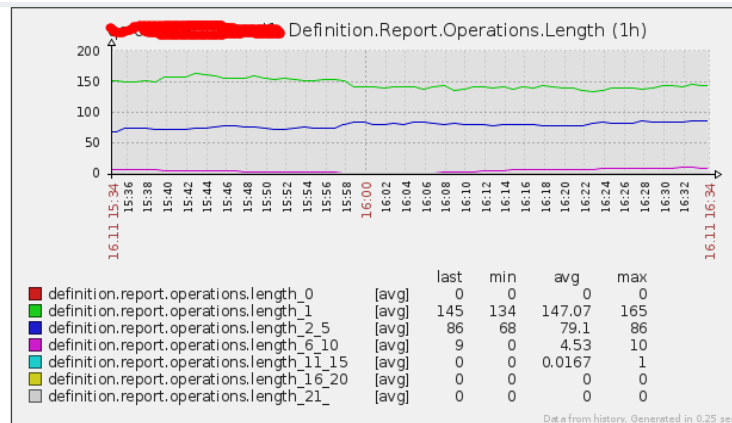 Definition.Report.Operations.Length (1h)
200
150
100
50
0
16.11 15:34 15:36 15:38 15:40 15:42 15:44 15:46 15:48 15:50 15:52 15:54 15:56 15:58 16:00 16:02 16:04 16:06 16:08 16:10 16:12 16:14 16:16 16:18 16:20 16:22 16:24 16:26 16:28 16:30 16:32 16.11 16:34
last min avg max
definition.report.operations.length_0 [avg] 0 0 0 0
definition.report.operations.length_1 [avg] 145 134 147.07 165
definition.report.operations.length_2_5 [avg] 86 68 79.1 86
definition.report.operations.length_6_10 [avg] 9 0 4.53 10
definition.report.operations.length_11_15 [avg] 0 0 0.0167 1
definition.report.operations.length_16_20 [avg] 0 0 0 0
definition.report.operations.length_21_ [avg] 0 0 0 0
Data from history. Generated in 0.25 sec